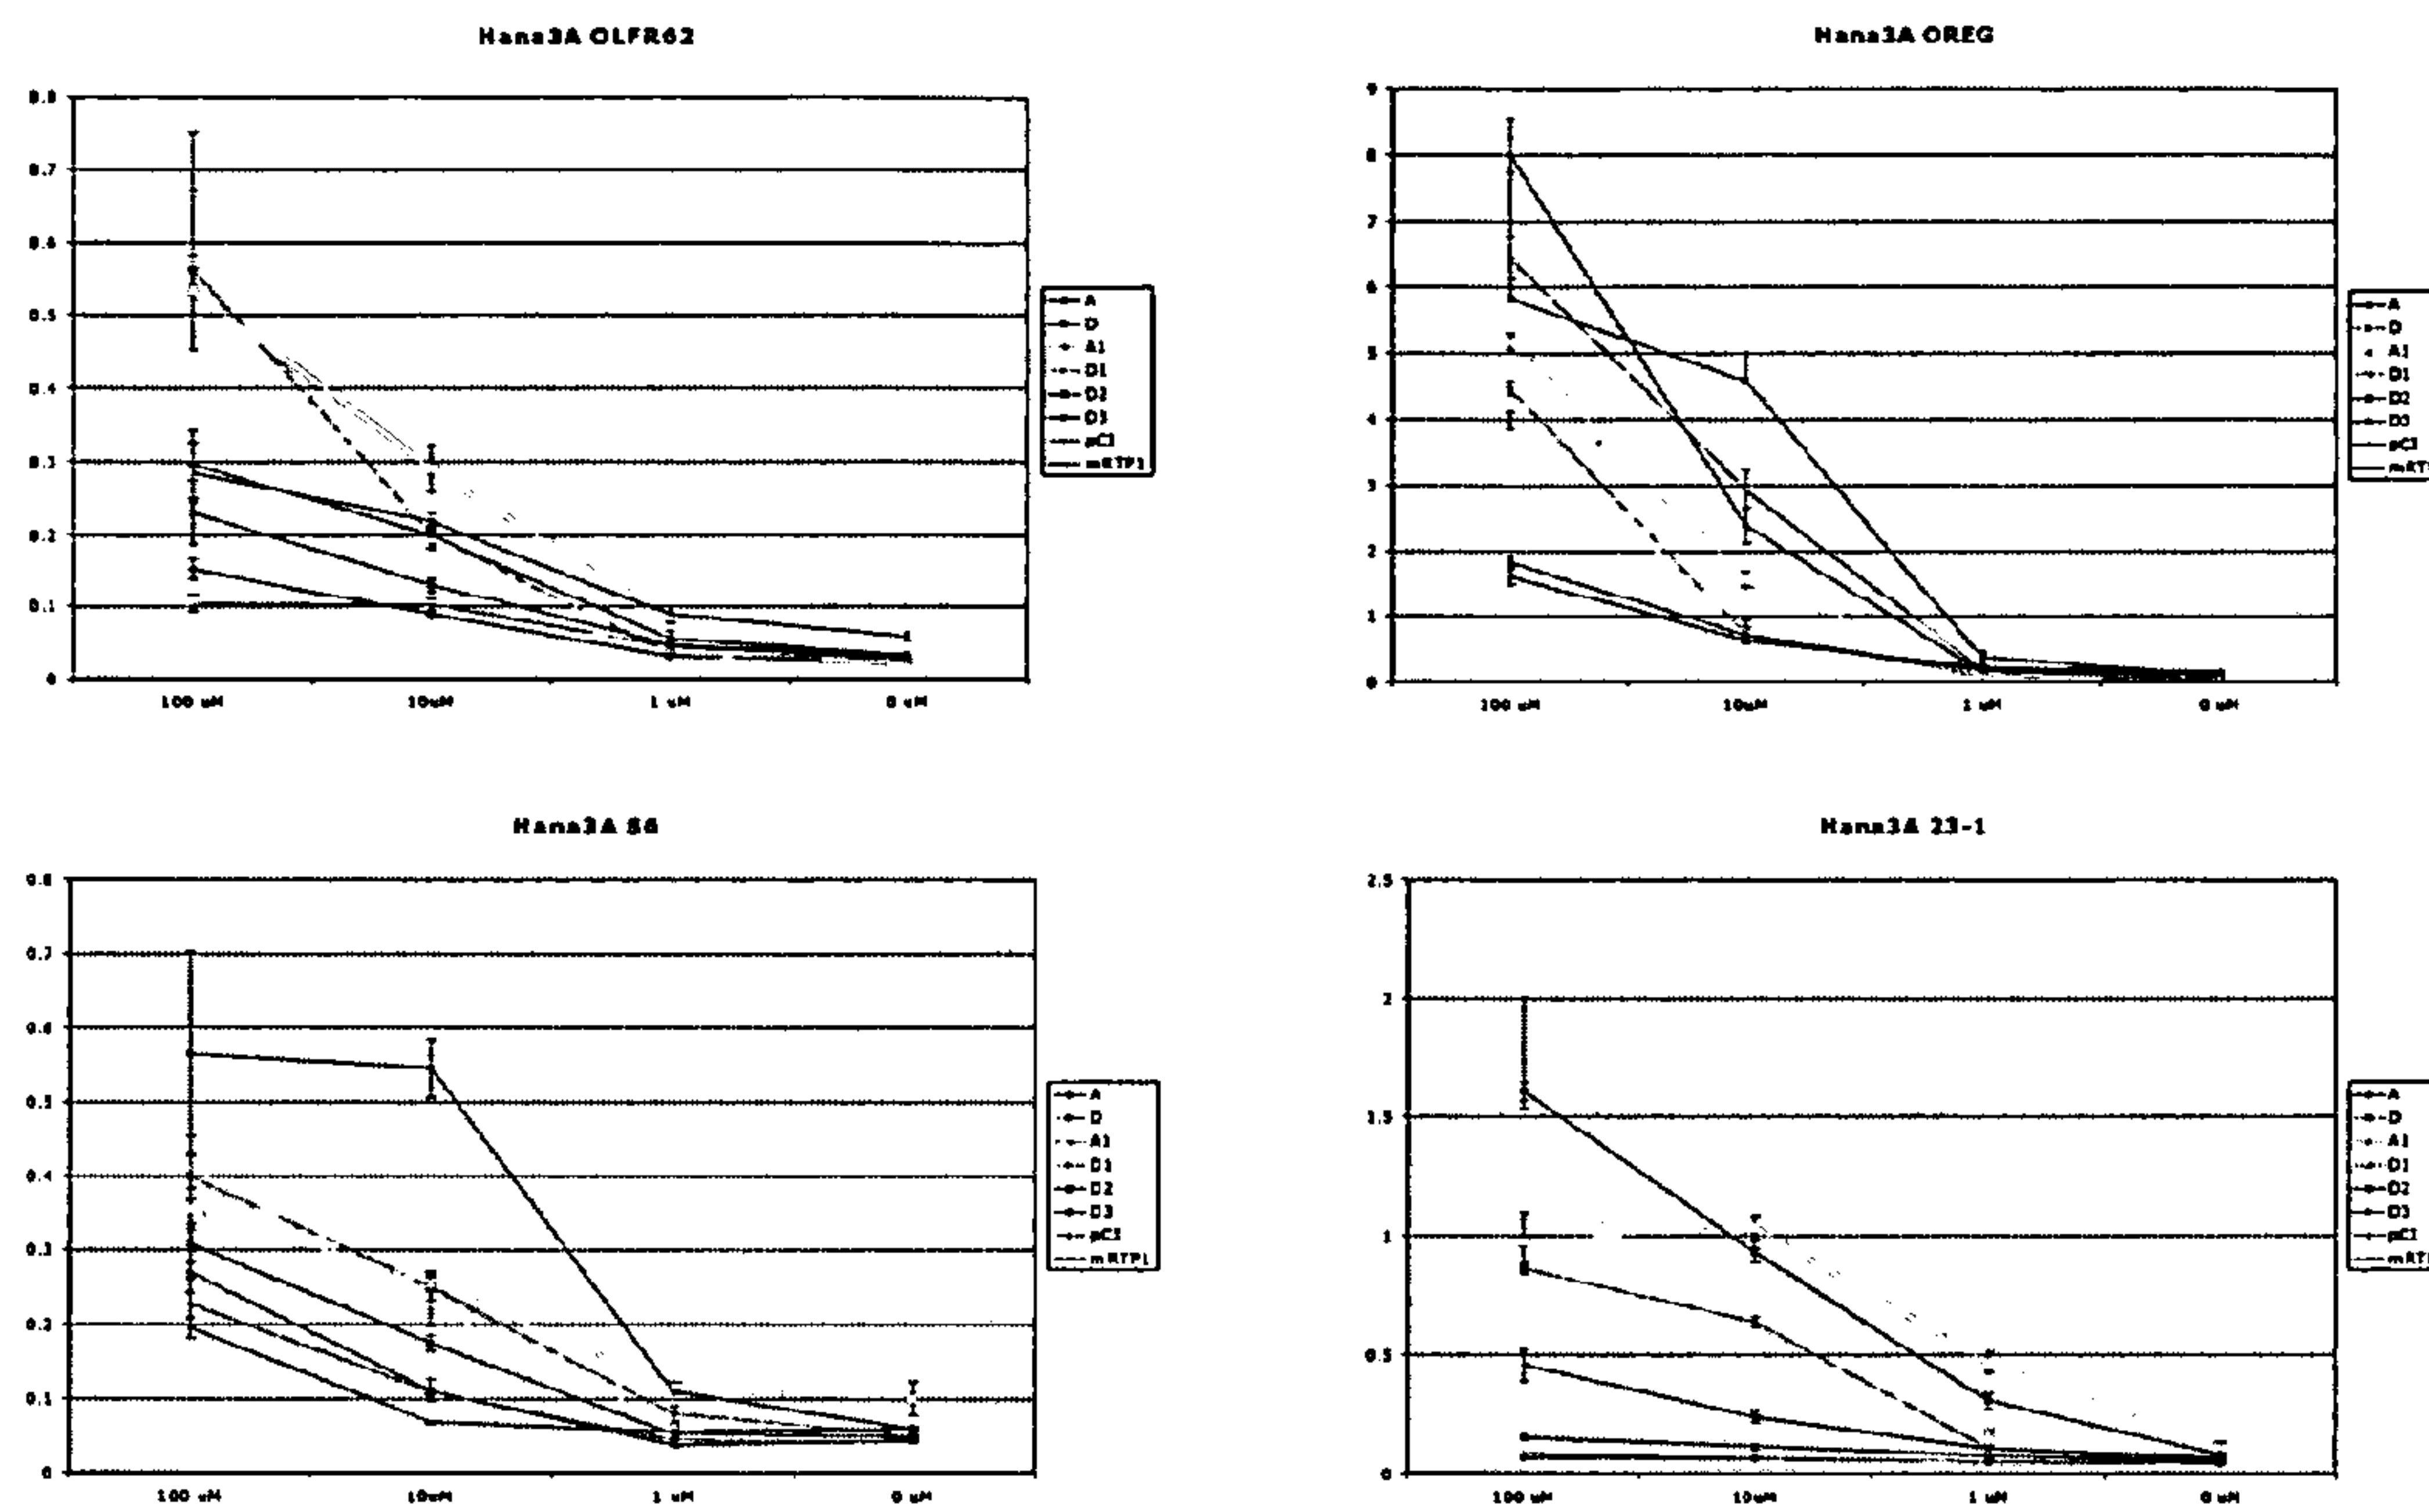 Hana3A OLFR62
0.8
0.7
0.6
0.5
0.4
0.3
0.2
0.1
0
100 uM 10uM 1 uM 0 uM
A
D
A1
D1
D2
D3
pCI
mRTP1
Hana3A OREG
9
8
7
6
5
4
3
2
1
0
100 uM 10uM 1 uM 0 uM
A
D
A1
D1
D2
D3
pCI
Hana3A S6
0.8
0.7
0.6
0.5
0.4
0.3
0.2
0.1
0
100 uM 10uM 1 uM 0 uM
A
D
A1
D1
D2
D3
pCI
mRTP1
Hana3A 23-1
2.5
2
1.5
1
0.5
0
100 uM 10uM 1 uM 0 uM
A
D
A1
D1
D2
D3
pCI